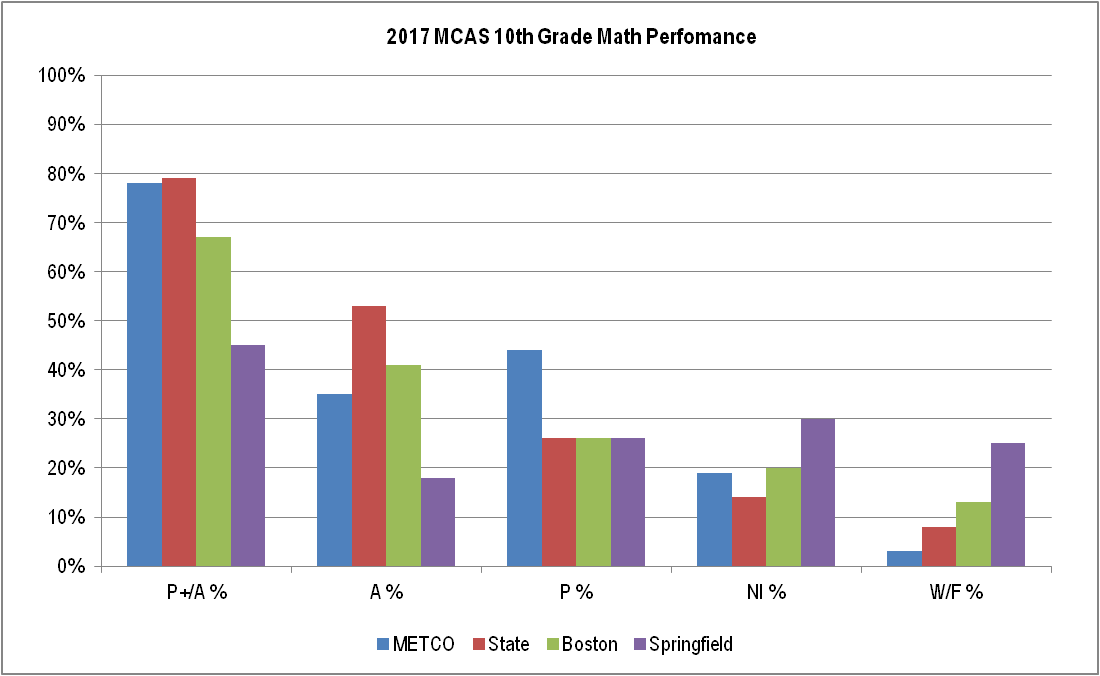 2017 MCAS 10th Grade Math Perfomance
100%
90%
80%
70%
60%
50%
40%
30%
20%
10%
0%
P+/A %
A %
P %
NI %
W/F %
METCO
State
Boston
Springfield